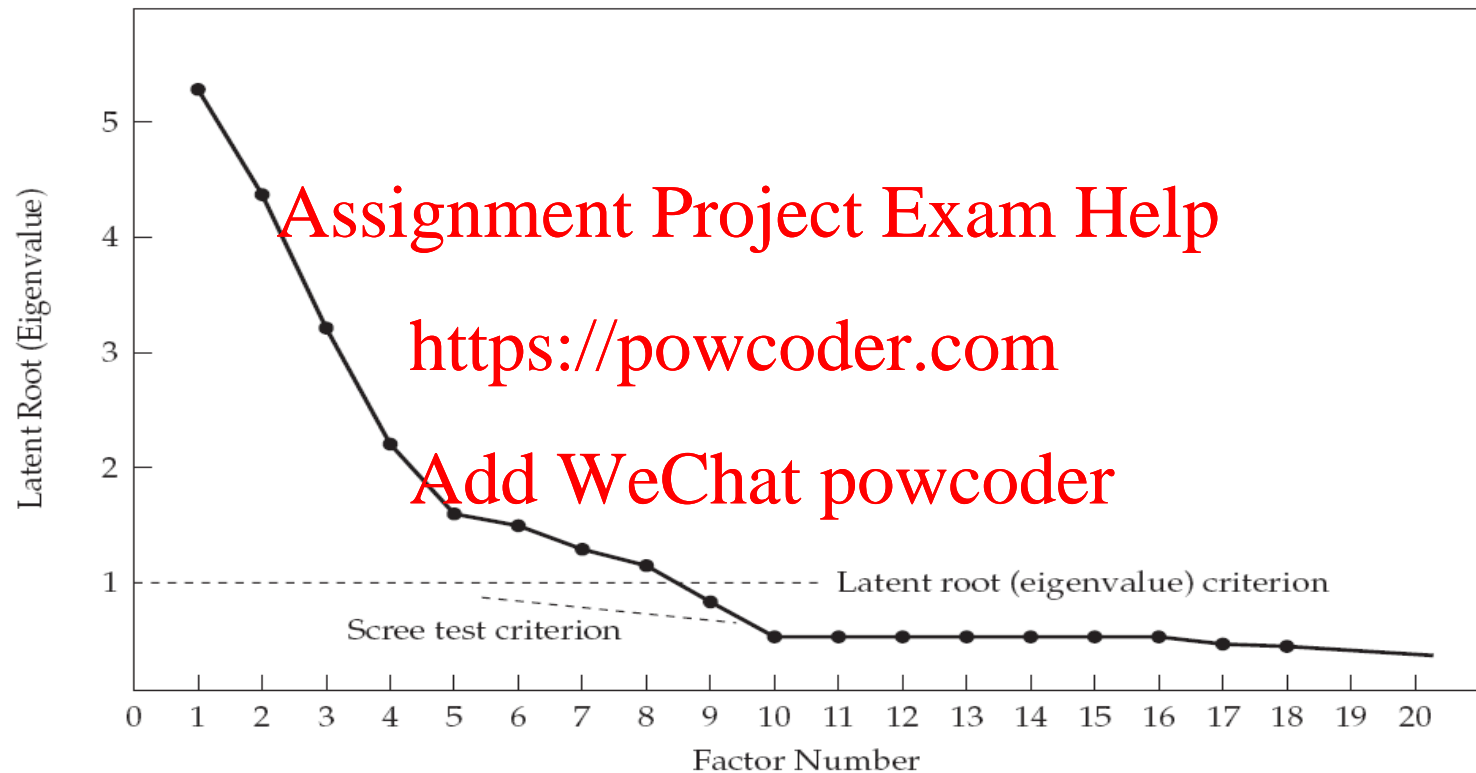 5
Assignment Project Exam Help
4
Latent Root (Eigenvalue)
https://powcoder.com
3
Add WeChat powcoder
2
1
Latent root (eigenvalue) criterion
Scree test criterion
0 1 2 3 4 5 6 7 8 9 10 11 12 13 14 15 16 17 18 19 20
Factor Number